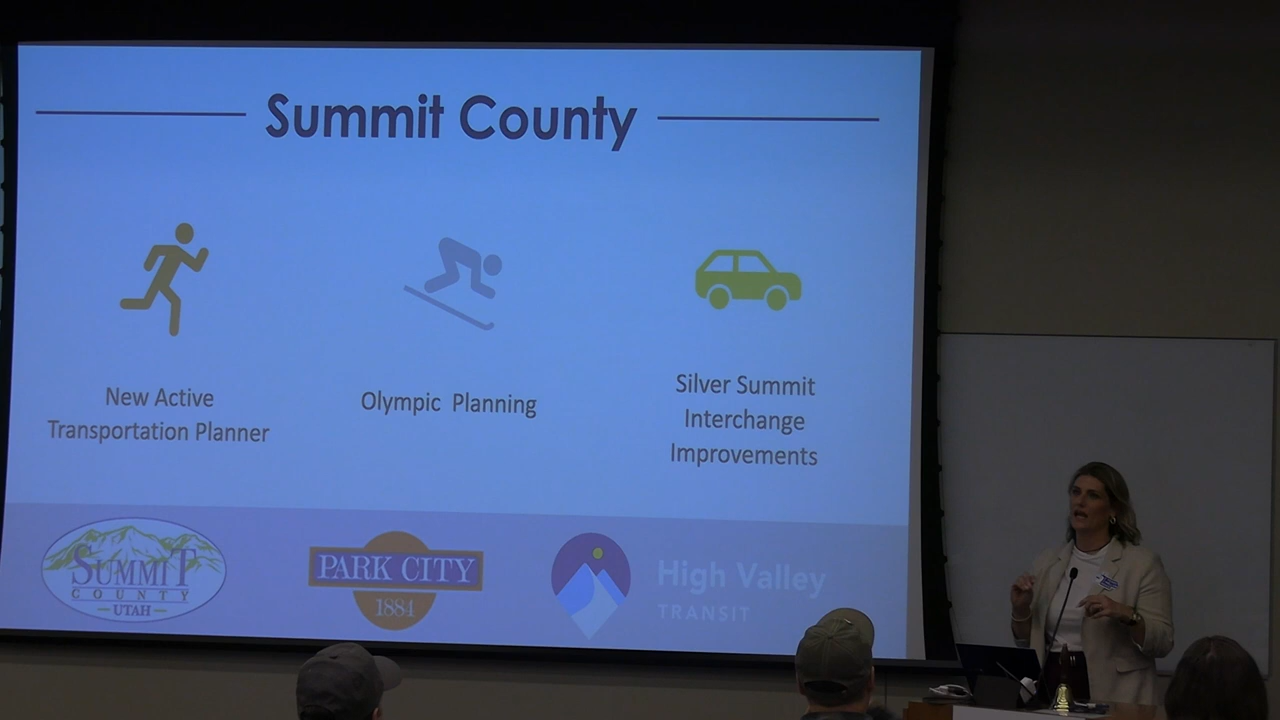 Summit County
New Active
Transportation Planner
Olympic Planning
Silver Summit
Interchange
Improvements
SUMMIT
COUNTY
UTAH
PARK CITY
1884
High Valley
TRANSIT